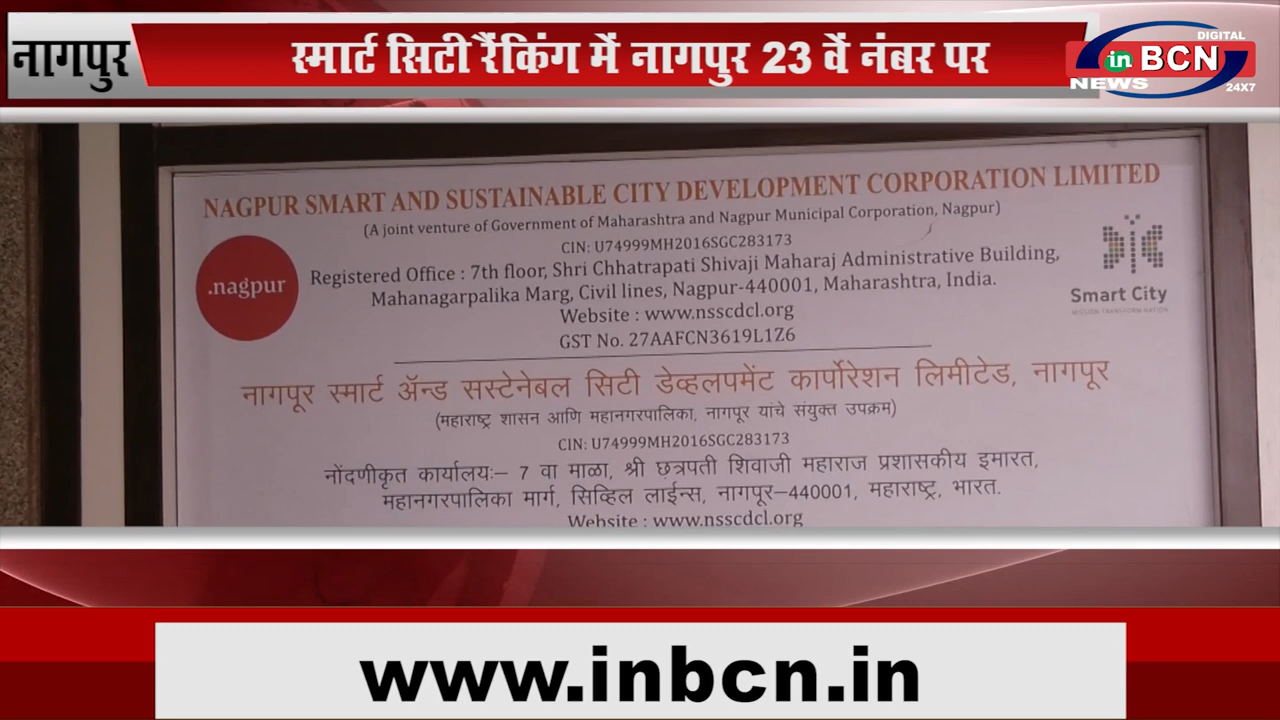 नागपुर
स्मार्ट सिटी रैंकिंग में नागपुर 23 वें नंबर पर
DIGITAL
in BCN
NEWS
24X7
NAGPUR SMART AND SUSTAINABLE CITY DEVELOPMENT CORPORATION LIMITED
(A joint venture of Government of Maharashtra and Nagpur Municipal Corporation, Nagpur)
CIN: U74999MH2016SGC283173
.nagpur
Registered Office : 7th floor, Shri Chhatrapati Shivaji Maharaj Administrative Building,
Mahanagarpalika Marg, Civil lines, Nagpur-440001, Maharashtra, India.
Website : www.nsscdcl.org
GST No. 27AAFCN3619L1Z6
Smart City
MISSION TRANSFORM-NATION
नागपूर स्मार्ट ॲन्ड सस्टेनेबल सिटी डेव्हलपमेंट कार्पोरेशन लिमीटेड, नागपूर
(महाराष्ट्र शासन आणि महानगरपालिका, नागपूर यांचे संयुक्त उपक्रम)
CIN: U74999MH2016SGC283173
नोंदणीकृत कार्यालयः– 7 वा माळा, श्री छत्रपती शिवाजी महाराज प्रशासकीय इमारत,
महानगरपालिका मार्ग, सिव्हिल लाईन्स, नागपूर–440001, महाराष्ट्र, भारत.
Website : www.nsscdcl.org
www.inbcn.in